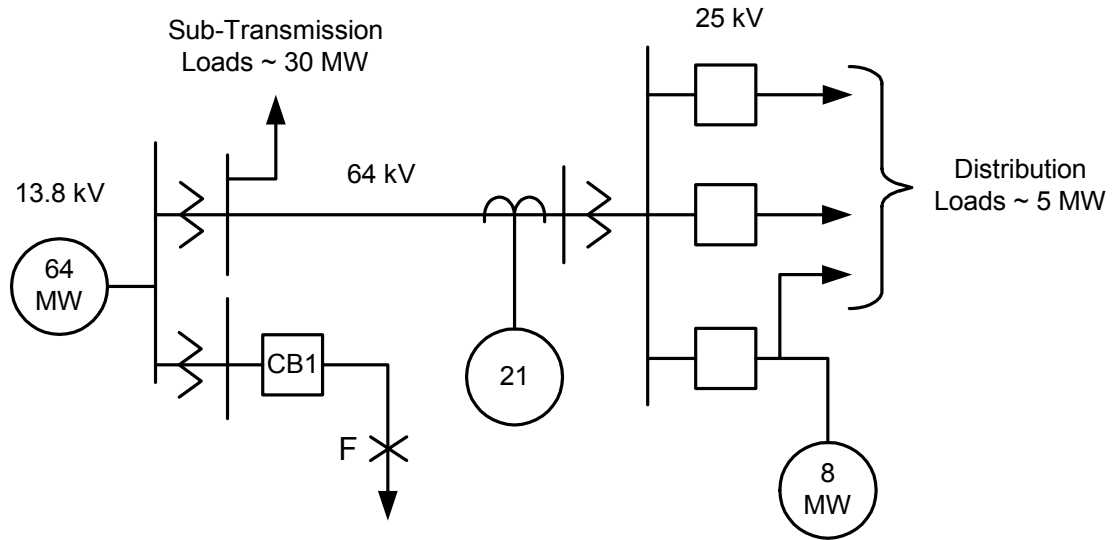 25 kV
Sub-Transmission
Loads ~ 30 MW
13.8 kV
64 kV
Distribution
Loads ~ 5 MW
64
MW
CB1
21
F
8
MW